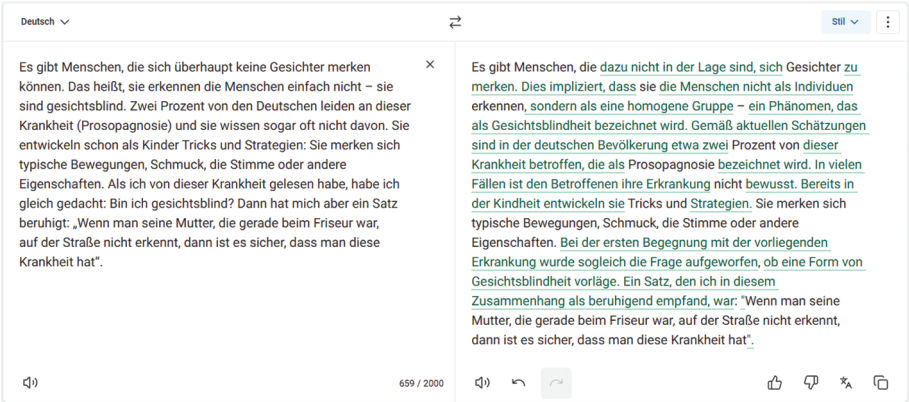 Deutsch
Stil
Es gibt Menschen, die sich überhaupt keine Gesichter merken
können. Das heißt, sie erkennen die Menschen einfach nicht – sie
sind gesichtsblind. Zwei Prozent von den Deutschen leiden an dieser
Krankheit (Prosopagnosie) und sie wissen sogar oft nicht davon. Sie
entwickeln schon als Kinder Tricks und Strategien: Sie merken sich
typische Bewegungen, Schmuck, die Stimme oder andere
Eigenschaften. Als ich von dieser Krankheit gelesen habe, habe ich
gleich gedacht: Bin ich gesichtsblind? Dann hat mich aber ein Satz
beruhigt: „Wenn man seine Mutter, die gerade beim Friseur war,
auf der Straße nicht erkennt, dann ist es sicher, dass man diese
Krankheit hat“.
659 / 2000
Es gibt Menschen, die dazu nicht in der Lage sind, sich Gesichter zu
merken. Dies impliziert, dass sie die Menschen nicht als Individuen
erkennen, sondern als eine homogene Gruppe – ein Phänomen, das
als Gesichtsblindheit bezeichnet wird. Gemäß aktuellen Schätzungen
sind in der deutschen Bevölkerung etwa zwei Prozent von dieser
Krankheit betroffen, die als Prosopagnosie bezeichnet wird. In vielen
Fällen ist den Betroffenen ihre Erkrankung nicht bewusst. Bereits in
der Kindheit entwickeln sie Tricks und Strategien. Sie merken sich
typische Bewegungen, Schmuck, die Stimme oder andere
Eigenschaften. Bei der ersten Begegnung mit der vorliegenden
Erkrankung wurde sogleich die Frage aufgeworfen, ob eine Form von
Gesichtsblindheit vorläge. Ein Satz, den ich in diesem
Zusammenhang als beruhigend empfand, war: "Wenn man seine
Mutter, die gerade beim Friseur war, auf der Straße nicht erkennt,
dann ist es sicher, dass man diese Krankheit hat".